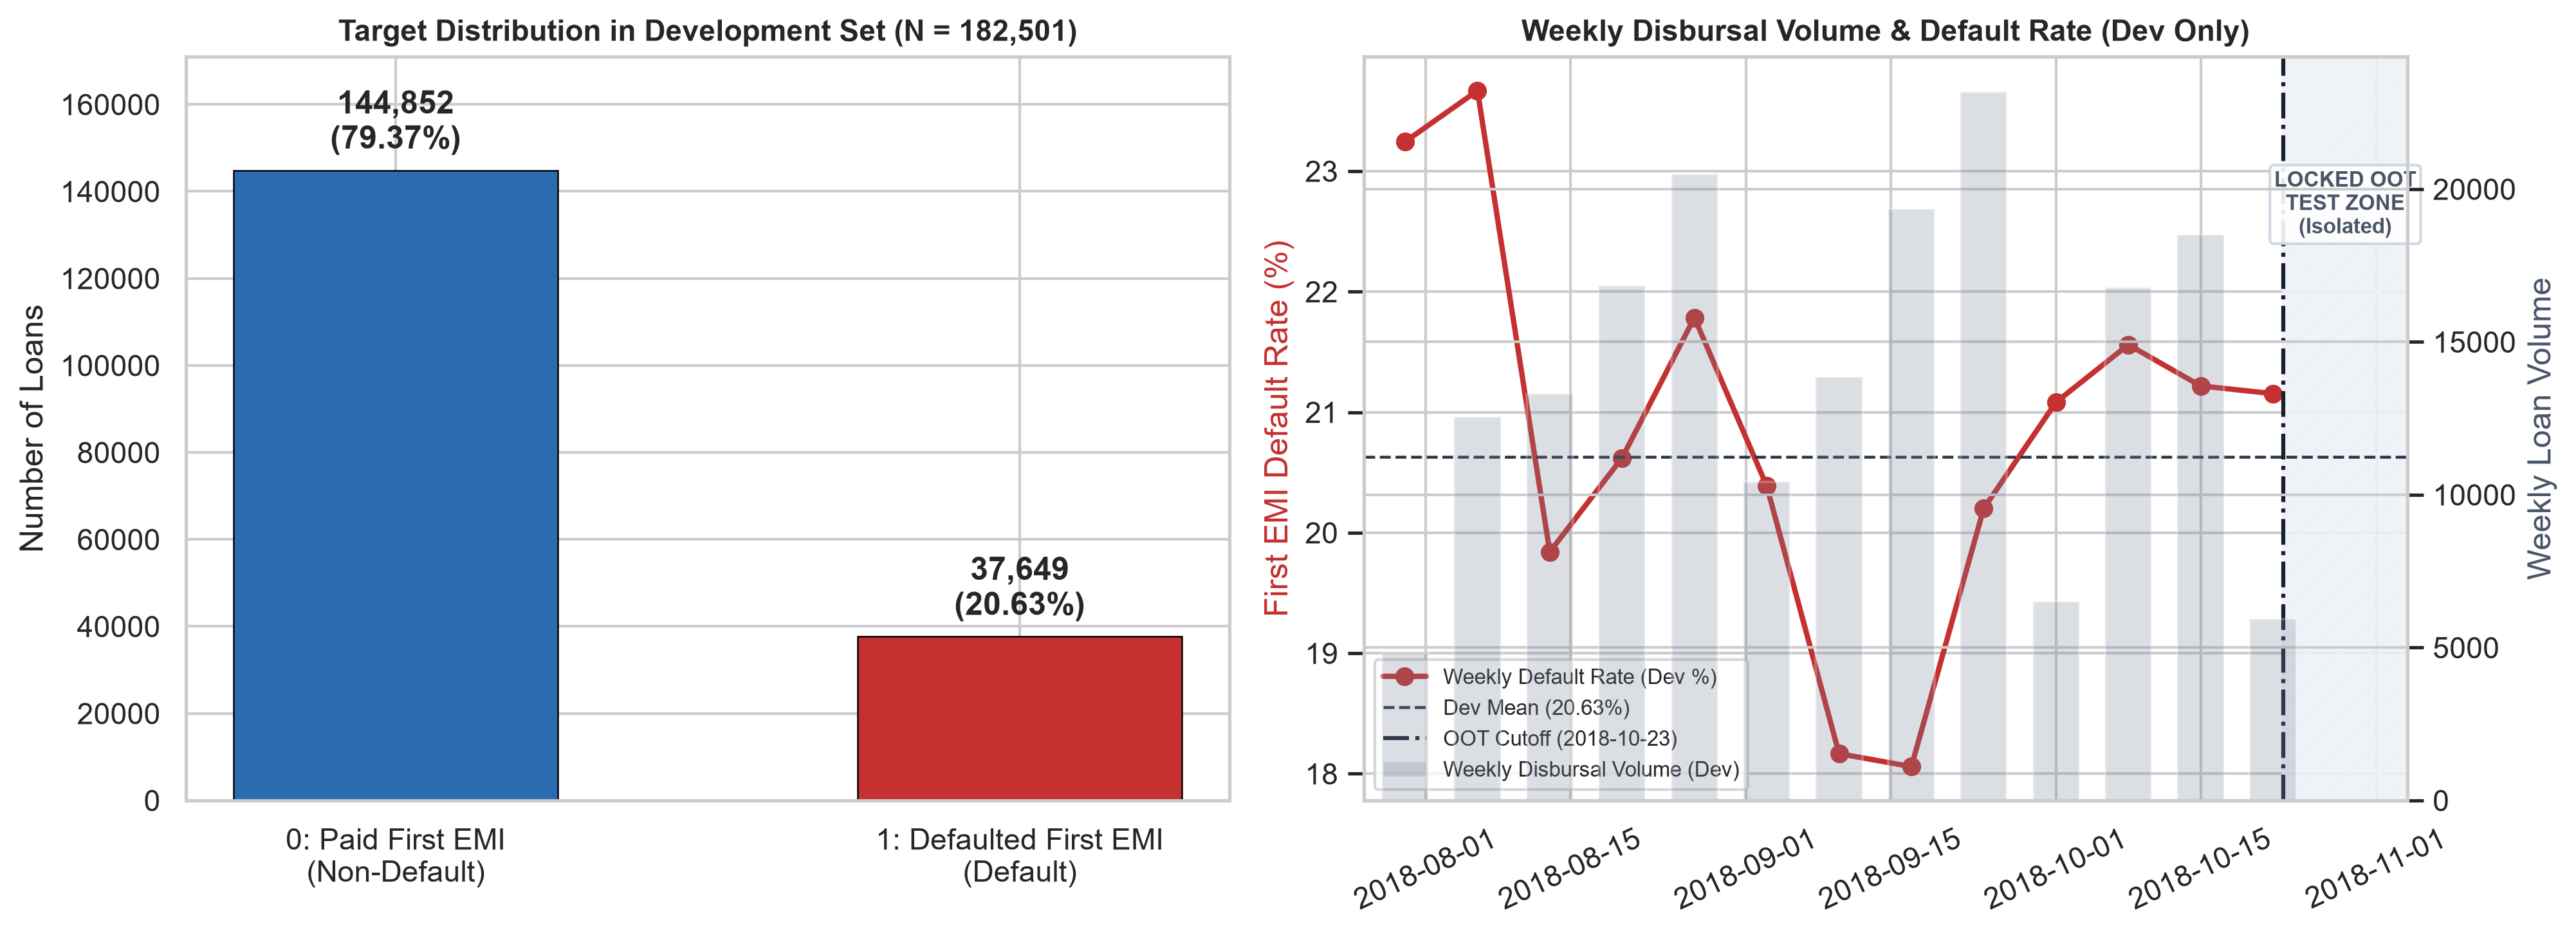 Target Distribution in Development Set (N = 182,501)
Number of Loans
160000
140000
120000
100000
80000
60000
40000
20000
0
144,852
(79.37%)
37,649
(20.63%)
0: Paid First EMI
(Non-Default)
1: Defaulted First EMI
(Default)
Weekly Disbursal Volume & Default Rate (Dev Only)
First EMI Default Rate (%)
23
22
21
20
19
18
LOCKED OOT
TEST ZONE
(Isolated)
Weekly Default Rate (Dev %)
Dev Mean (20.63%)
OOT Cutoff (2018-10-23)
Weekly Disbursal Volume (Dev)
20000
15000
10000
5000
0
Weekly Loan Volume
2018-08-01
2018-08-15
2018-09-01
2018-09-15
2018-10-01
2018-10-15
2018-11-01